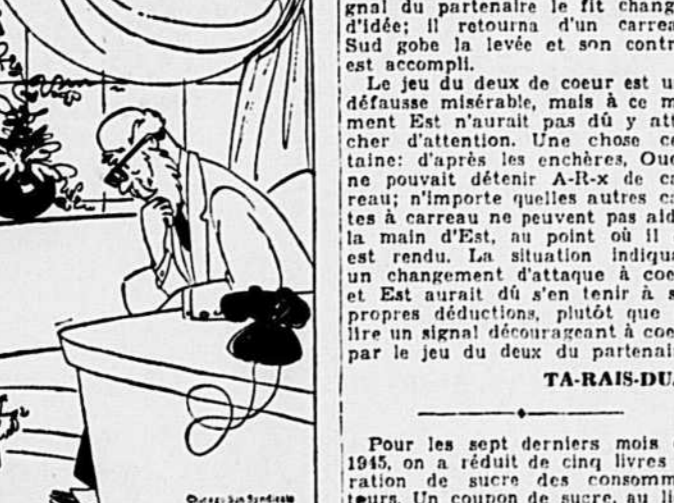 gnal du partenaire le fit chang
d'idée; il retourna d'un carrea
Sud gobe la levée et son contr
est accompli.
Le jeu du deux de coeur est u
défausse misérable, mais à ce m
ment Est n'aurait pas dû y att
cher d'attention. Une chose ce
taine: d'après les enchères, Oue
ne pouvait détenir A-R-x de ca
reau; n'importe quelles autres ca
tes à carreau ne peuvent pas aid
la main d'Est, au point où il
est rendu. La situation indiqua
un changement d'attaque à coe
et Est aurait dû s'en tenir à s
propres déductions, plutôt que
lire un signal décourageant à coe
par le jeu du deux du partenai
TA-RAIS-DU
Pour les sept derniers mois
1945, on a réduit de cinq livres
ration de sucre des consomm
teurs. Un coupon de sucre, au li
Chicago Sun Syndicate